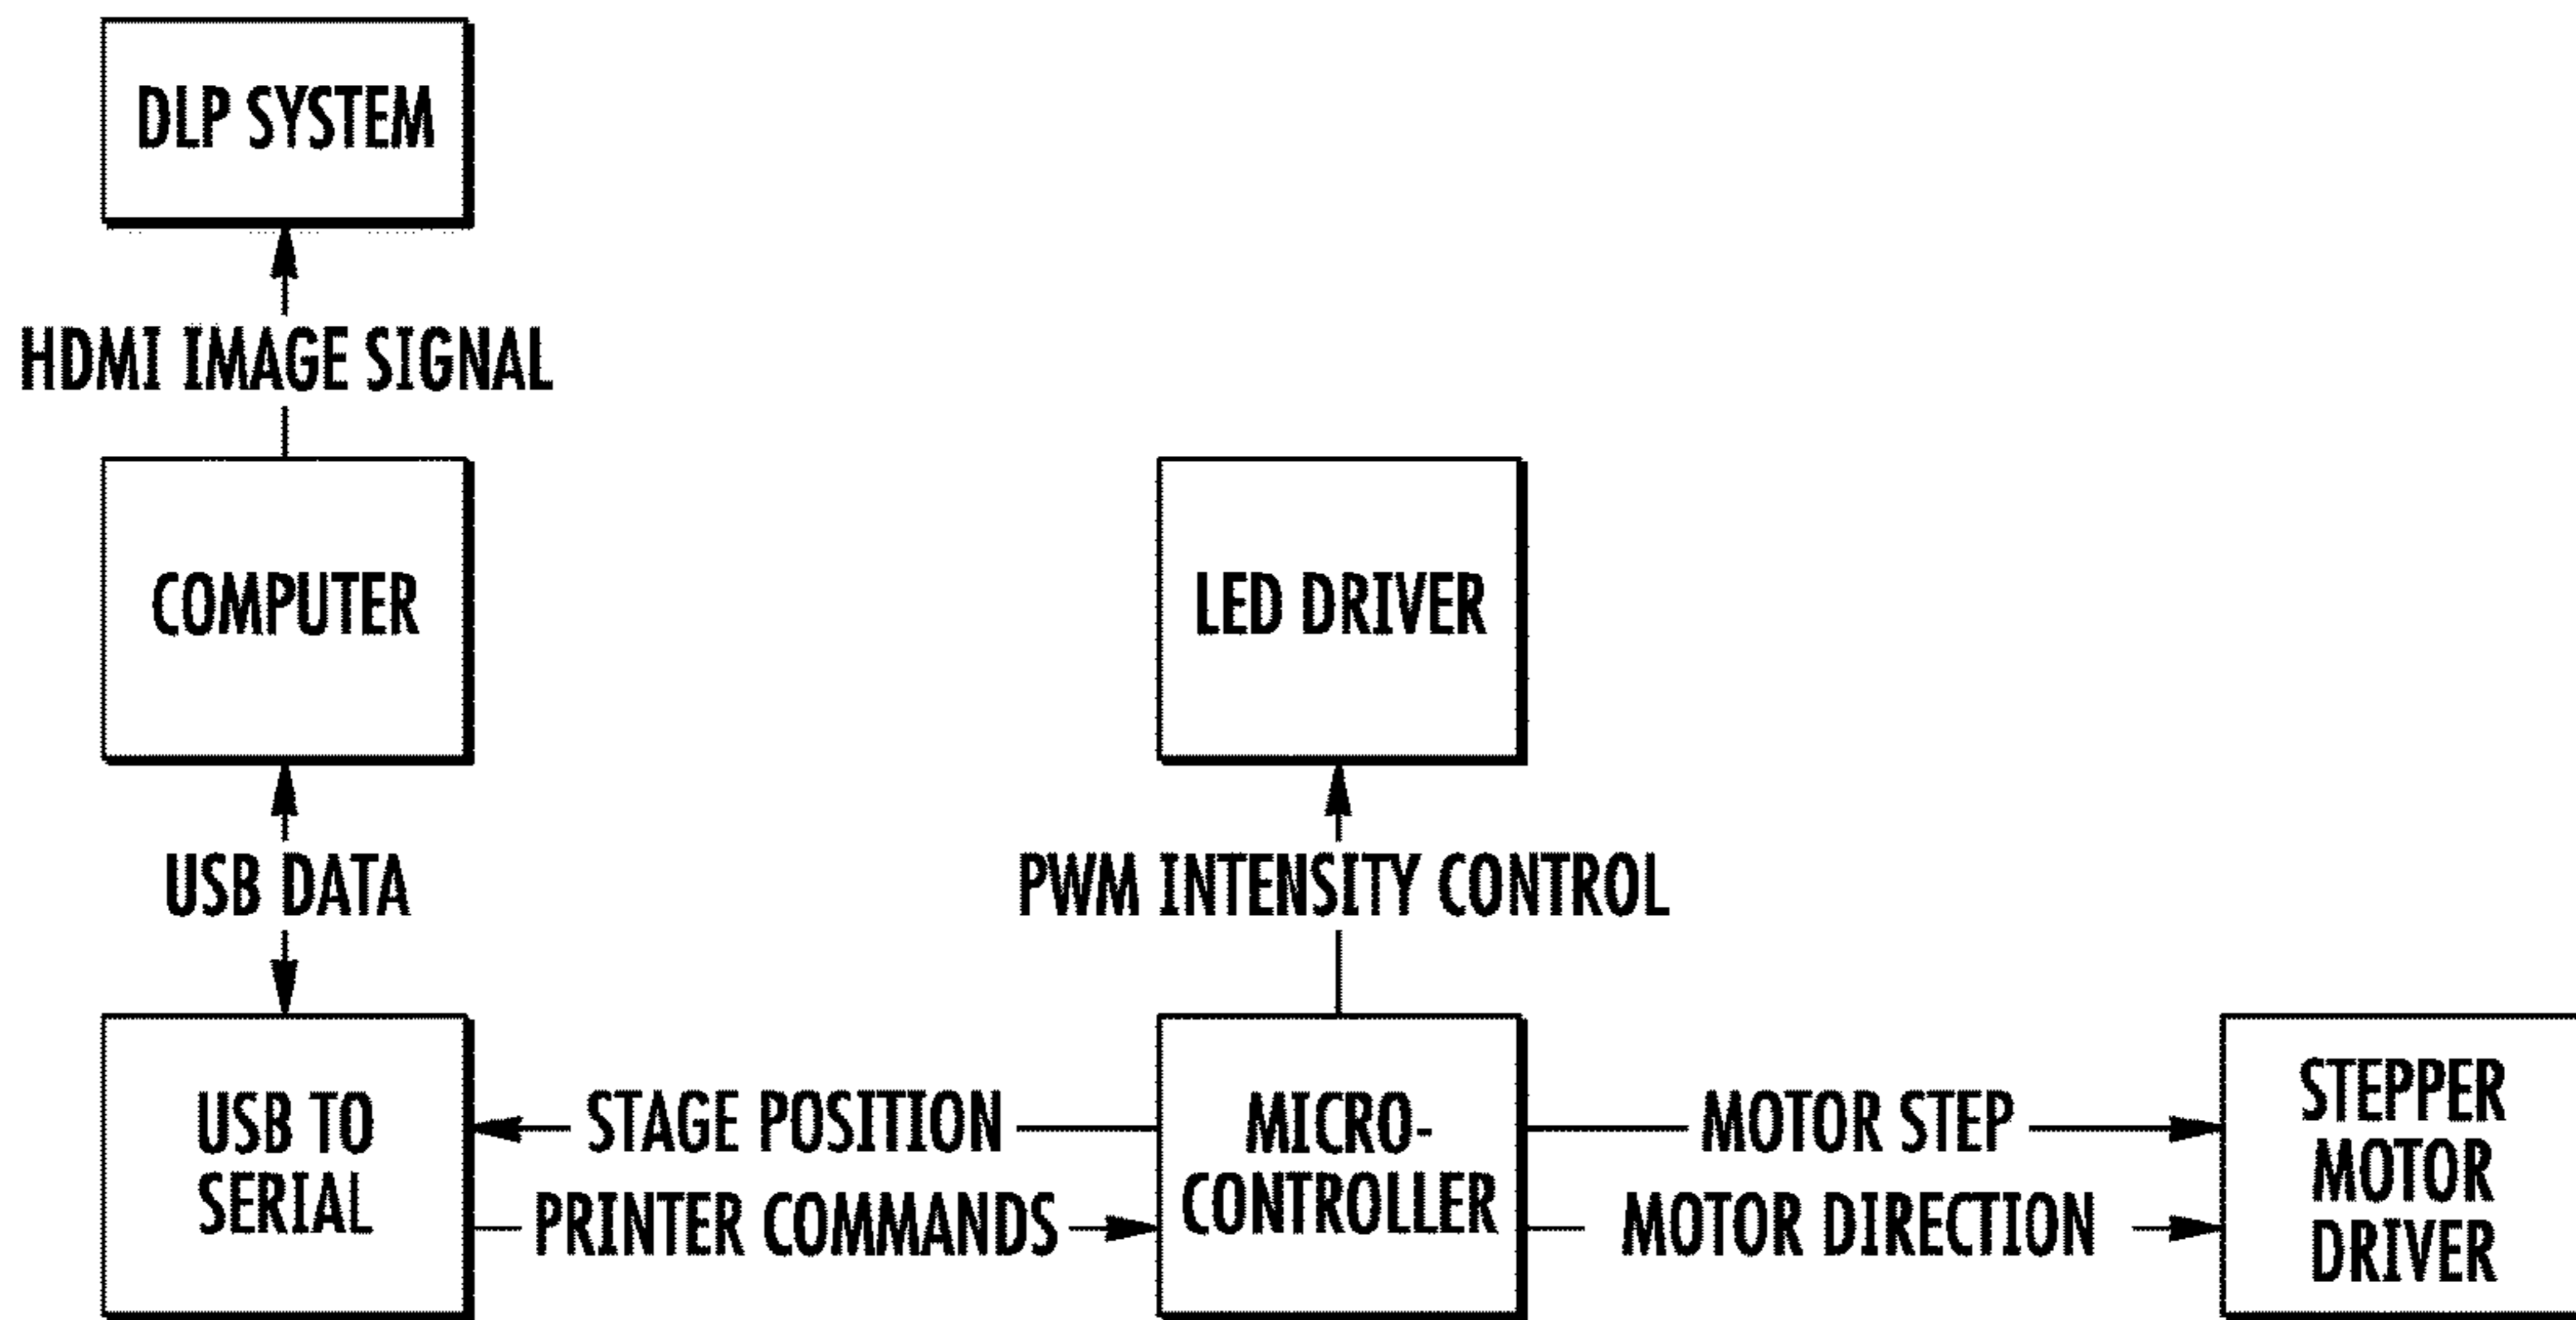 DLP SYSTEM
HDMI IMAGE SIGNAL
COMPUTER
LED DRIVER
USB DATA
PWM INTENSITY CONTROL
USB TO
SERIAL
STAGE POSITION
PRINTER COMMANDS
MICRO-
CONTROLLER
MOTOR STEP
MOTOR DIRECTION
STEPPER
MOTOR
DRIVER